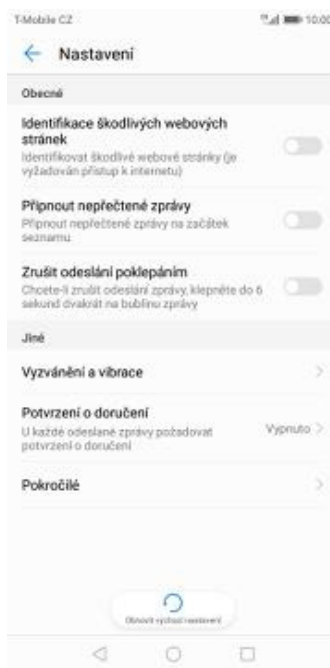 T-Mobile CZ
10:00
Nastavení
Obecné
Identifikace škodlivých webových
stránek
Identifikovat škodlivé webové stránky (je
vyžadován přístup k internetu)
Připnout nepřečtené zprávy
Připnout nepřečtené zprávy na začátek
seznamu
Zrušit odeslání poklepáním
Chcete-li zrušit odeslání zprávy, klepněte do 6
sekund dvakrát na bublinu zprávy
Jiné
Vyzvánění a vibrace
Potvrzení o doručení
U každé odeslané zprávy požadovat
potvrzení o doručení
Vypnuto
Pokročilé
Obnovit výchozí nastavení